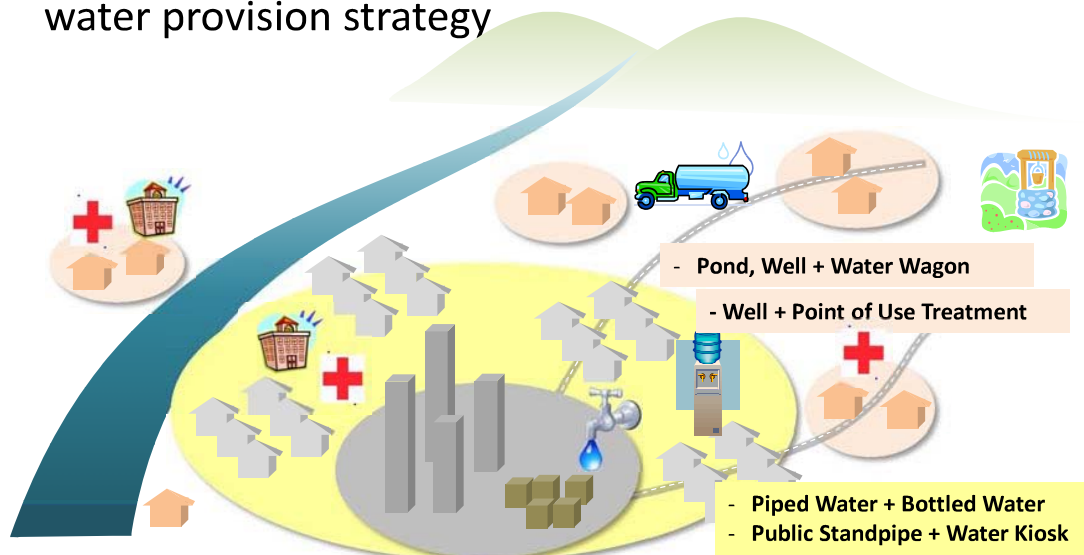 water provision strategy
- Pond, Well + Water Wagon
- Well + Point of Use Treatment
- Piped Water + Bottled Water
- Public Standpipe + Water Kiosk